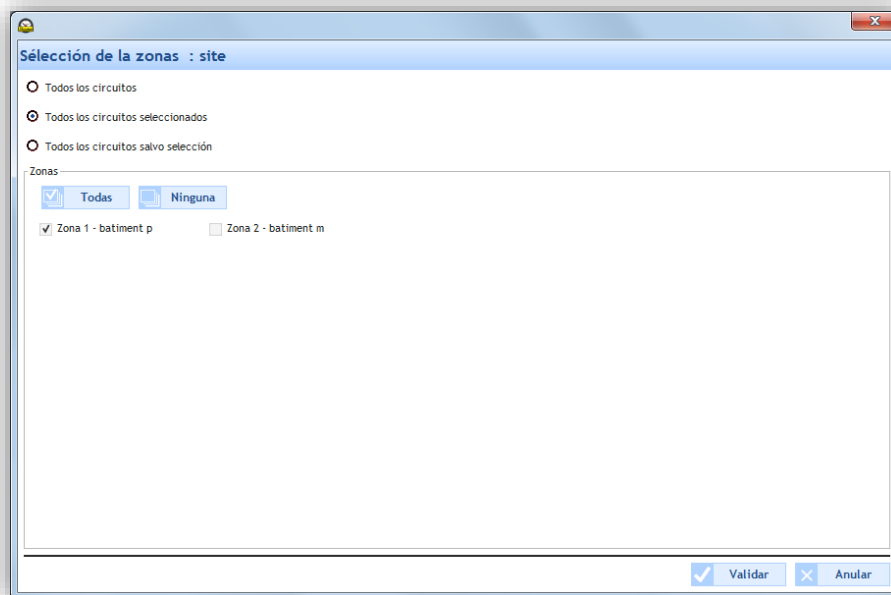 Sélección de la zonas : site
Todos los circuitos
Todos los circuitos seleccionados
Todos los circuitos salvo selección
Zonas
Todas Ninguna
Zona 1 - batiment p Zona 2 - batiment m
Validar Anular